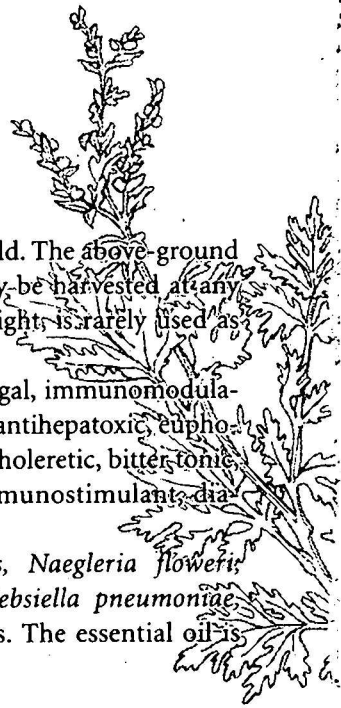 ld. The above-ground
y be harvested at any
ight, is rarely used as
gal, immunomodula-
antihepatoxic, eupho-
holeretic, bitter tonic,
munostimulant, dia-
s, Naegleria floweri,
ebsiella pneumoniae,
s. The essential oil is